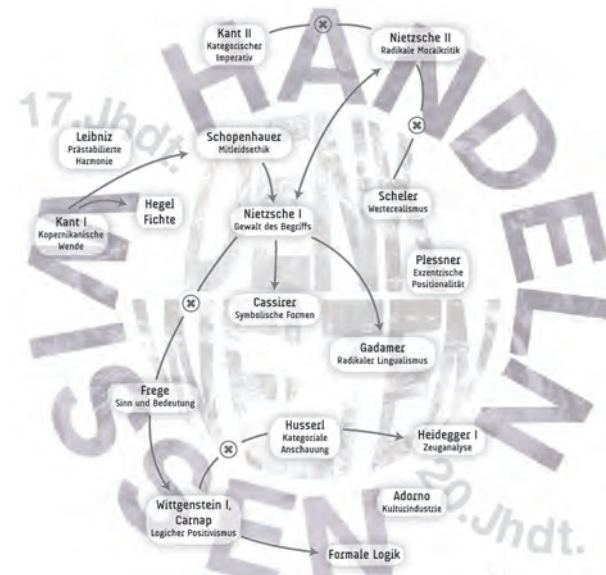 Kant II
Kategorischer
Imperativ
Nietzsche II
Radikale Moralkritik
HANDELN
17.Jhdt.
Leibniz
Prästabilierte
Harmonie
Schopenhauer
Mitleidsethik
Scheler
Werterealismus
Hegel
Fichte
Kant I
Kopernikanische
Wende
Nietzsche I
Gewalt des Begriffs
Plessner
Exzentrische
Positionalität
Cassirer
Symbolische Formen
Gadamer
Radikaler Lingualismus
WISSEN
Frege
Sinn und Bedeutung
Husserl
Kategoriale
Anschauung
Heidegger I
Zeuganalyse
Adorno
Kulturindustrie
20.Jhdt.
Wittgenstein I,
Carnap
Logicher Positivismus
Formale Logik